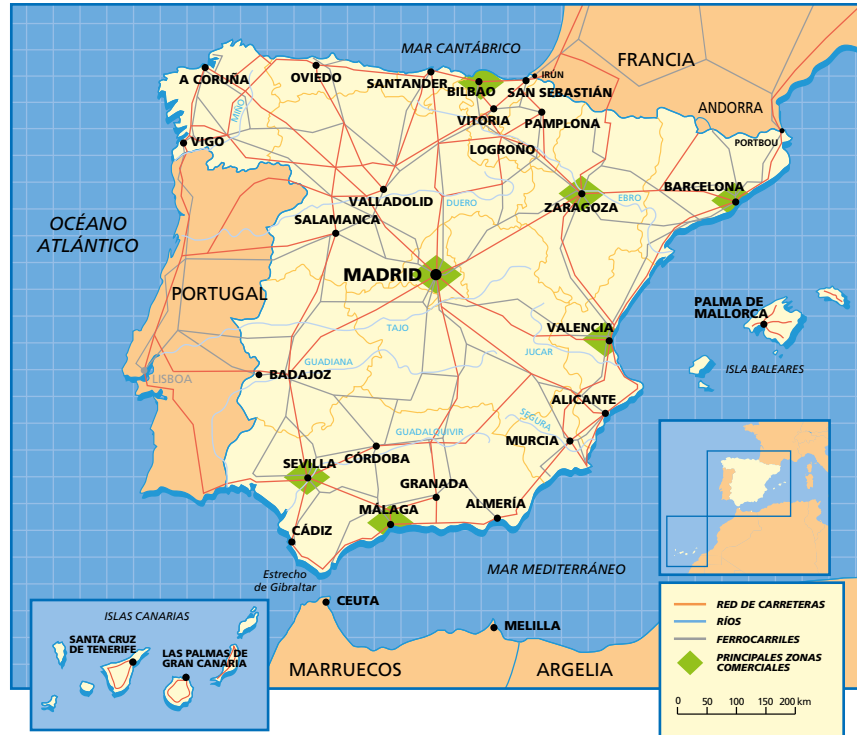 MAR CANTÁBRICO
FRANCIA
A CORUÑA
OVIEDO
SANTANDER
BILBAO
IRÚN
SAN SEBASTIÁN
ANDORRA
MIÑO
VITORIA
PAMPLONA
VIGO
LOGROÑO
PORTBOU
BARCELONA
VALLADOLID
DUERO
ZARAGOZA
EBRO
SALAMANCA
OCÉANO
ATLÁNTICO
MADRID
PORTUGAL
PALMA DE
MALLORCA
TAJO
VALENCIA
JUCAR
GUADIANA
ISLA BALEARES
LISBOA
BADAJOZ
ALICANTE
SEGURA
GUADALQUIVIR
MURCIA
CÓRDOBA
SEVILLA
GRANADA
MÁLAGA
ALMERÍA
CÁDIZ
MAR MEDITERRÁNEO
Estrecho
de Gibraltar
CEUTA
MELILLA
MARRUECOS
ARGELIA
ISLAS CANARIAS
SANTA CRUZ
DE TENERIFE
LAS PALMAS DE
GRAN CANARIA
RED DE CARRETERAS
RÍOS
FERROCARRILES
PRINCIPALES ZONAS
COMERCIALES
0 50 100 150 200 km